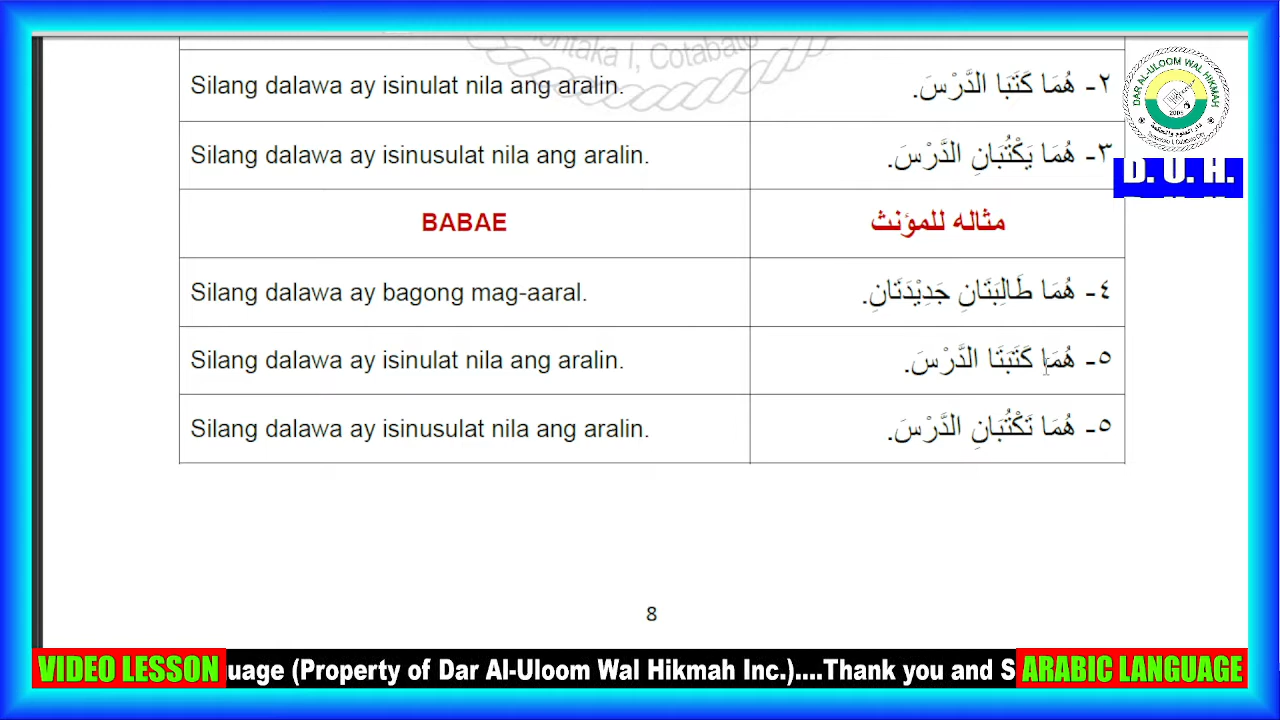 Montaka I, Cotabato
Silang dalawa ay isinulat nila ang aralin.
٢- هُمَا كَتَبَا الدَّرْسَ.
Silang dalawa ay isinusulat nila ang aralin.
٣- هُمَا يَكْتُبَانِ الدَّرْسَ.
BABAE
مثاله للمؤنث
Silang dalawa ay bagong mag-aaral.
٤- هُمَا طَالِبَتَانِ جَدِيْدَتَانِ.
Silang dalawa ay isinulat nila ang aralin.
٥- هُمَا كَتَبَتَا الدَّرْسَ.
Silang dalawa ay isinusulat nila ang aralin.
٥- هُمَا تَكْتُبَانِ الدَّرْسَ.
8
DAR AL-ULOOM WAL HIKMAH
D. U. H.
VIDEO LESSON
uage (Property of Dar Al-Uloom Wal Hikmah Inc.)....Thank you and S
ARABIC LANGUAGE